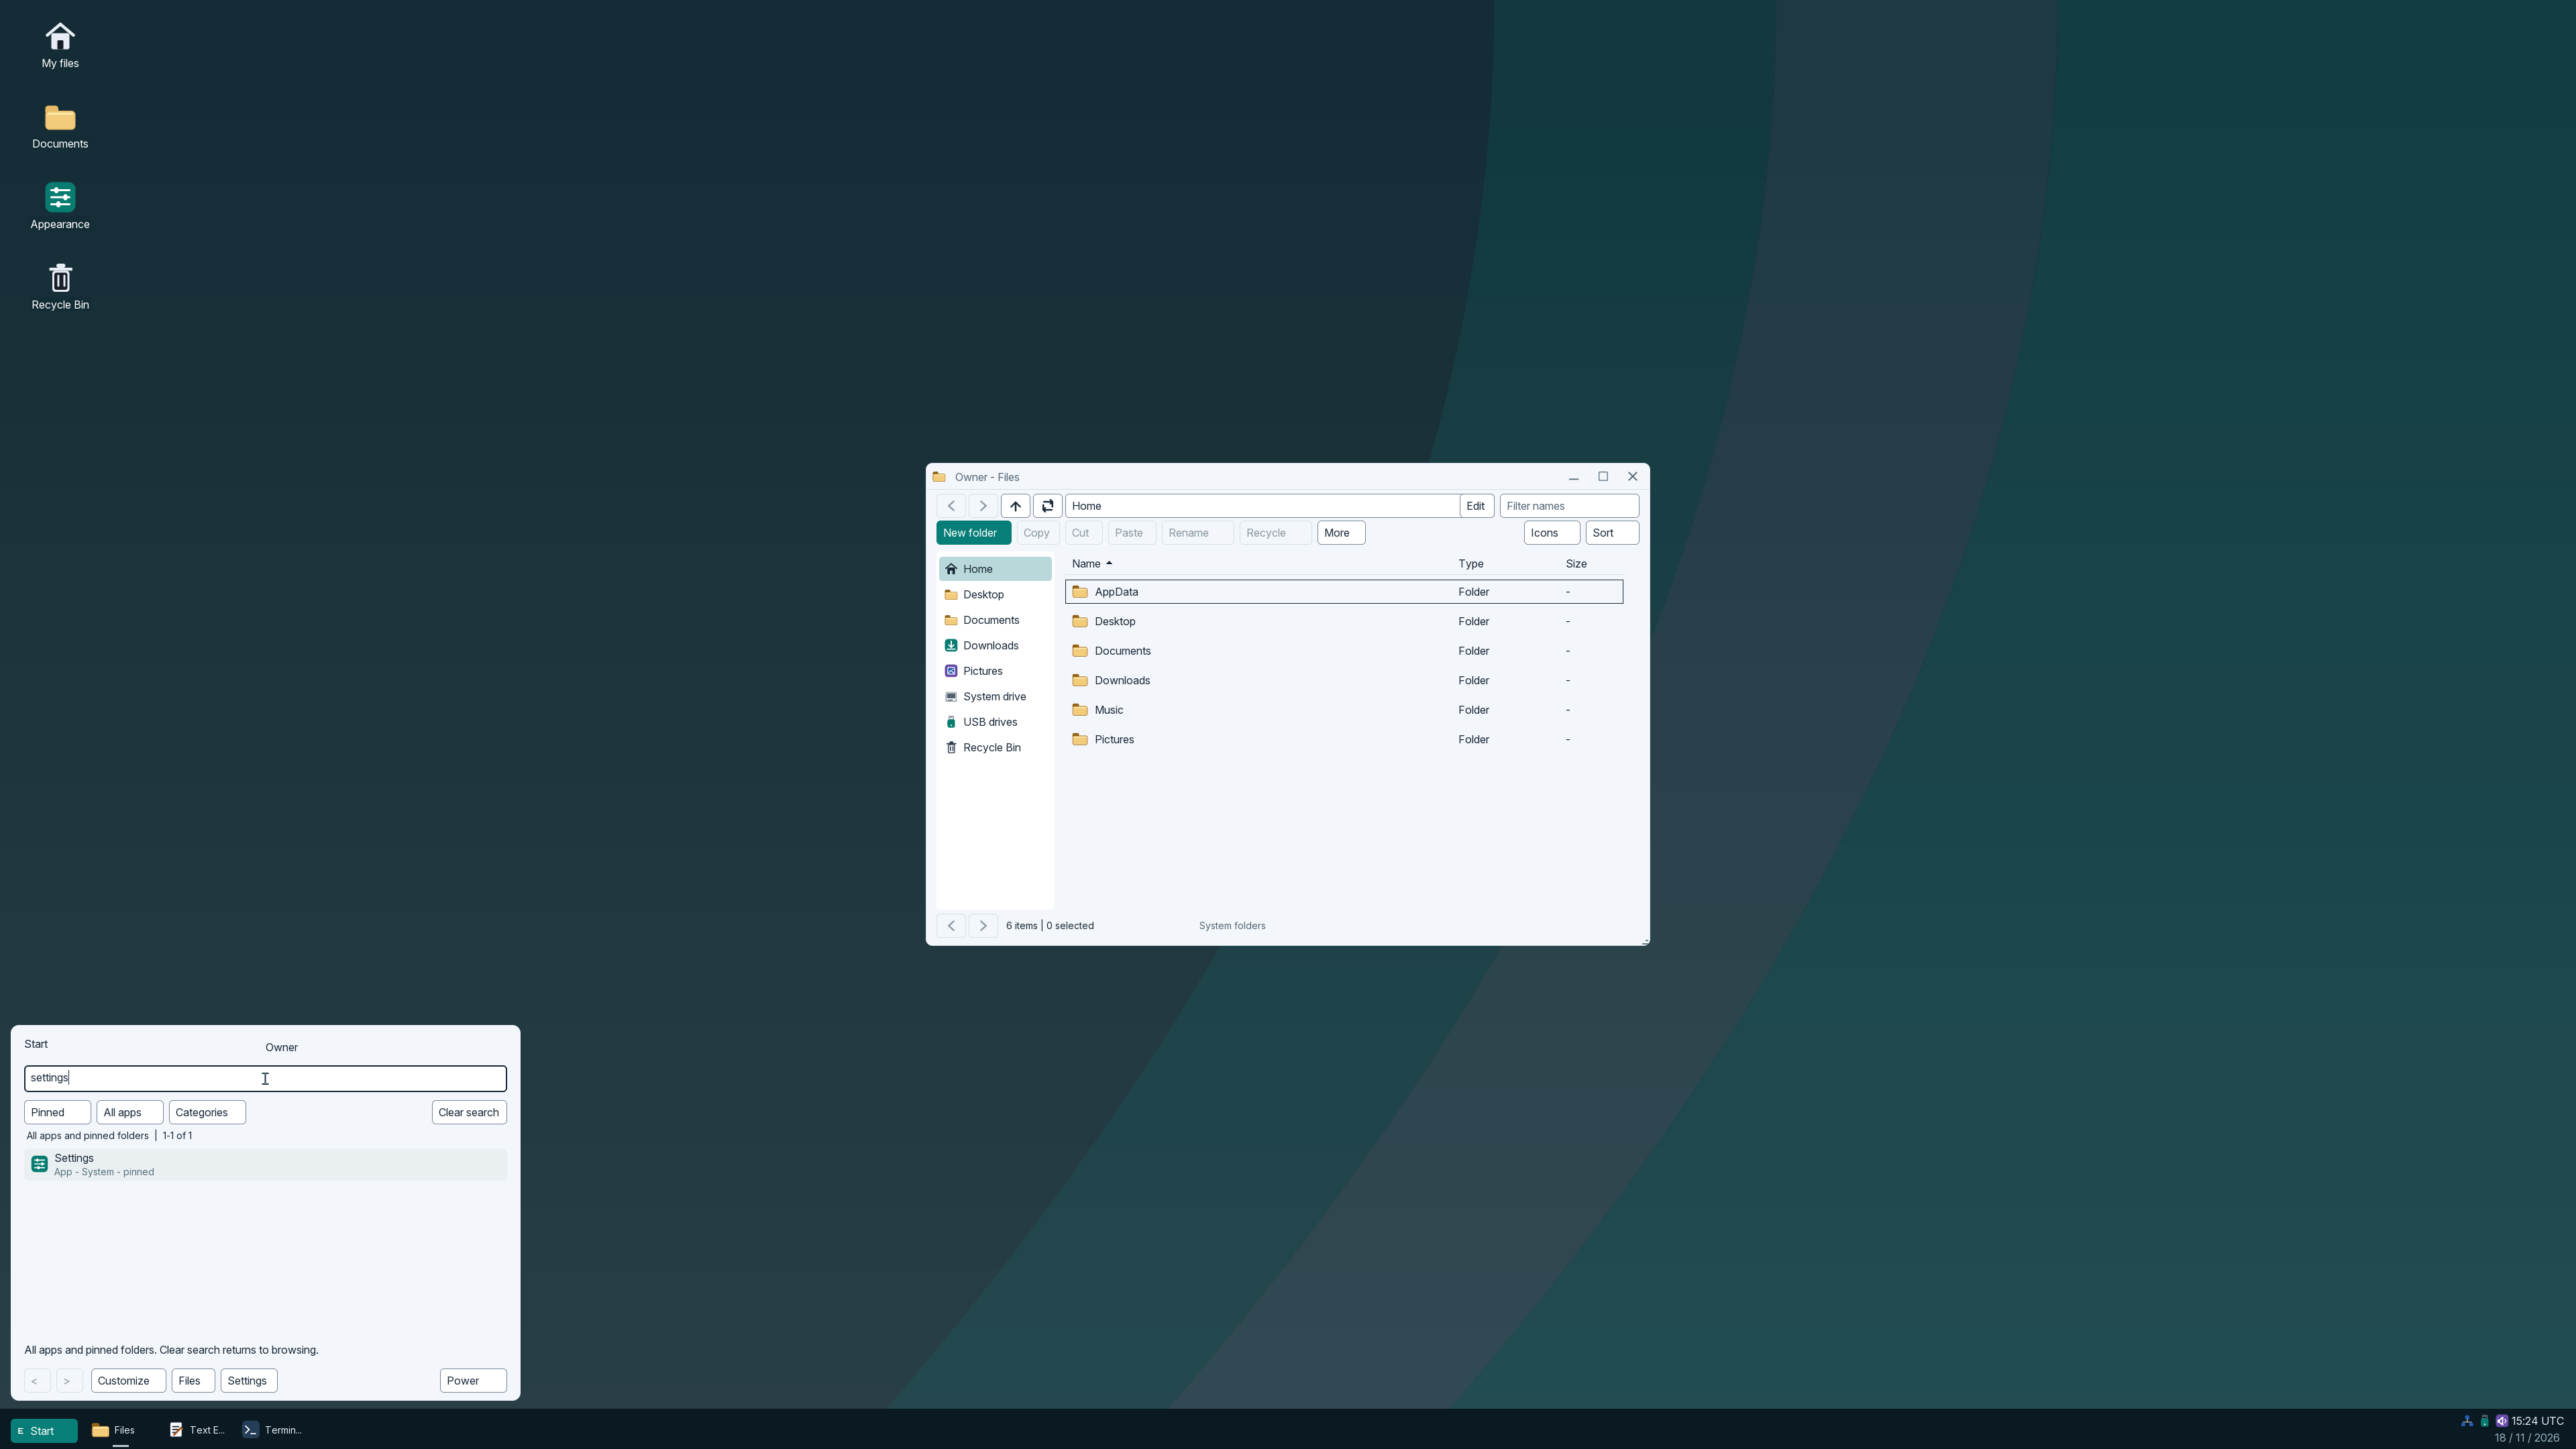 My files
Documents
Appearance
Recycle Bin
Owner - Files
Home Edit Filter names
New folder Copy Cut Paste Rename Recycle More Icons Sort
Home
Desktop
Documents
Downloads
Pictures
System drive
USB drives
Recycle Bin
Name Type Size
AppData Folder -
Desktop Folder -
Documents Folder -
Downloads Folder -
Music Folder -
Pictures Folder -
6 items | 0 selected System folders
Start Owner
settings
Pinned All apps Categories Clear search
All apps and pinned folders | 1-1 of 1
Settings
App - System - pinned
All apps and pinned folders. Clear search returns to browsing.
< > Customize Files Settings Power
E Start Files Text E... Termin... 15:24 UTC
18 / 11 / 2026